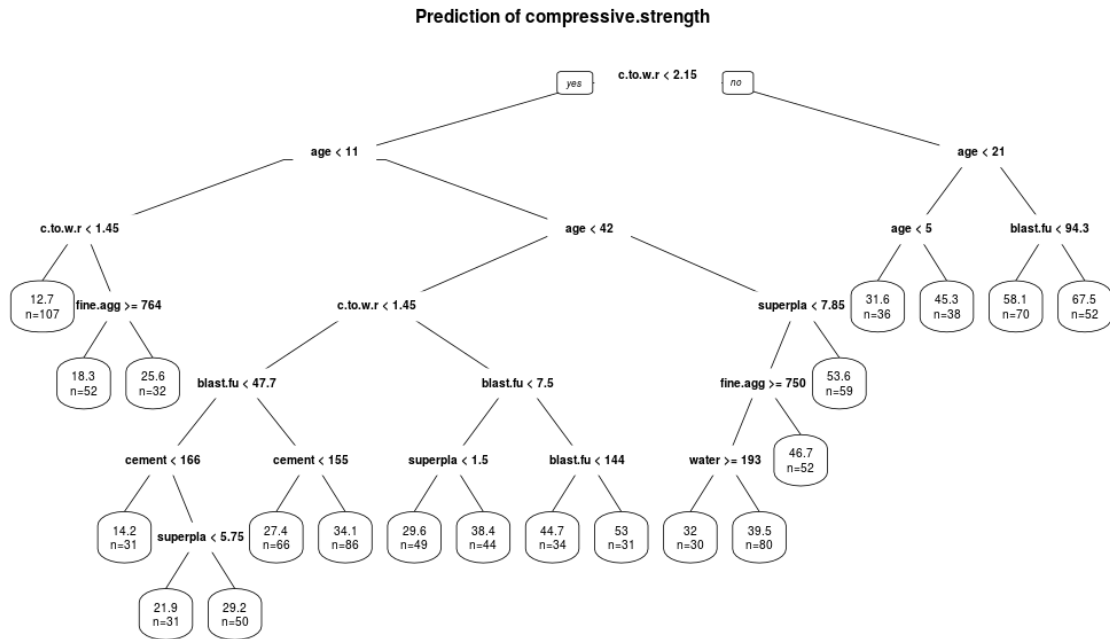 Prediction of compressive.strength
yes
c.to.w.r < 2.15
no
age < 11
age < 21
c.to.w.r < 1.45
age < 42
age < 5
blast.fu < 94.3
12.7
n=107
fine.agg >= 764
c.to.w.r < 1.45
superpla < 7.85
31.6
n=36
45.3
n=38
58.1
n=70
67.5
n=52
18.3
n=52
25.6
n=32
blast.fu < 47.7
blast.fu < 7.5
fine.agg >= 750
53.6
n=59
cement < 166
cement < 155
superpla < 1.5
blast.fu < 144
water >= 193
46.7
n=52
14.2
n=31
superpla < 5.75
27.4
n=66
34.1
n=86
29.6
n=49
38.4
n=44
44.7
n=34
53
n=31
32
n=30
39.5
n=80
21.9
n=31
29.2
n=50